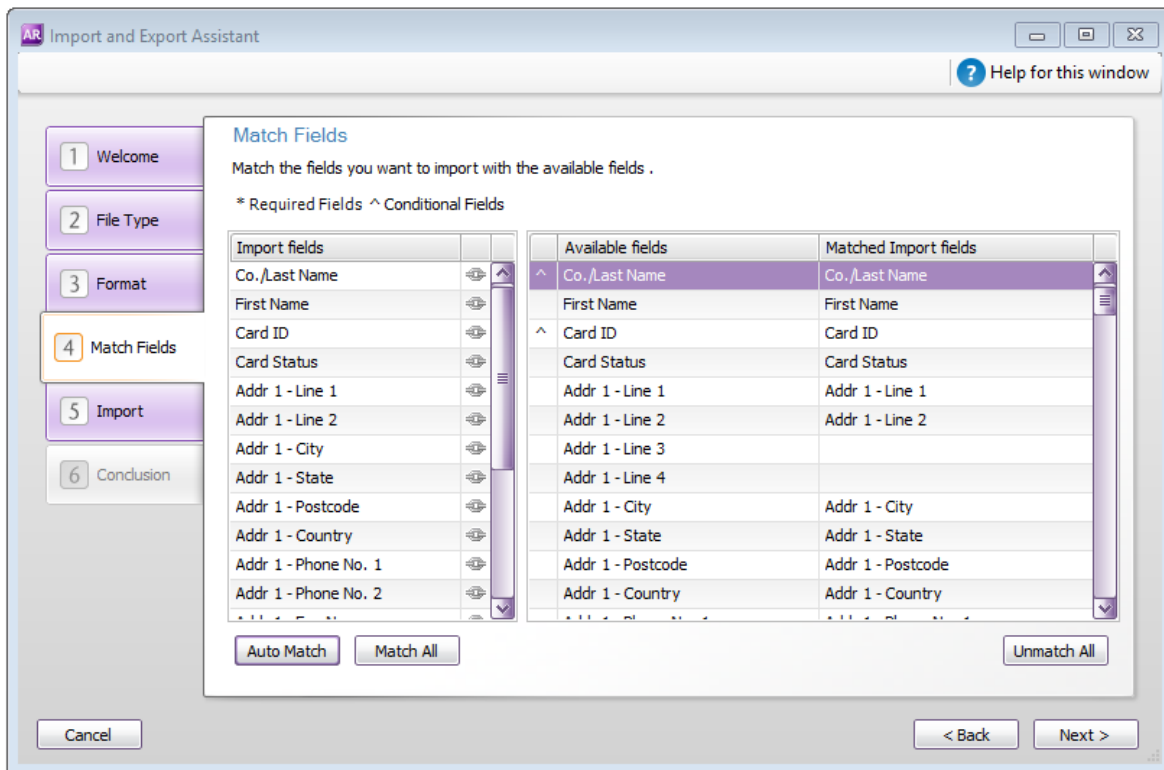 AR Import and Export Assistant
? Help for this window
1 Welcome
2 File Type
3 Format
4 Match Fields
5 Import
6 Conclusion
Match Fields
Match the fields you want to import with the available fields .
* Required Fields ^ Conditional Fields
Import fields
Co./Last Name
First Name
Card ID
Card Status
Addr 1 - Line 1
Addr 1 - Line 2
Addr 1 - City
Addr 1 - State
Addr 1 - Postcode
Addr 1 - Country
Addr 1 - Phone No. 1
Addr 1 - Phone No. 2
Available fields Matched Import fields
^ Co./Last Name Co./Last Name
First Name First Name
^ Card ID Card ID
Card Status Card Status
Addr 1 - Line 1 Addr 1 - Line 1
Addr 1 - Line 2 Addr 1 - Line 2
Addr 1 - Line 3
Addr 1 - Line 4
Addr 1 - City Addr 1 - City
Addr 1 - State Addr 1 - State
Addr 1 - Postcode Addr 1 - Postcode
Addr 1 - Country Addr 1 - Country
Auto Match Match All Unmatch All
Cancel < Back Next >